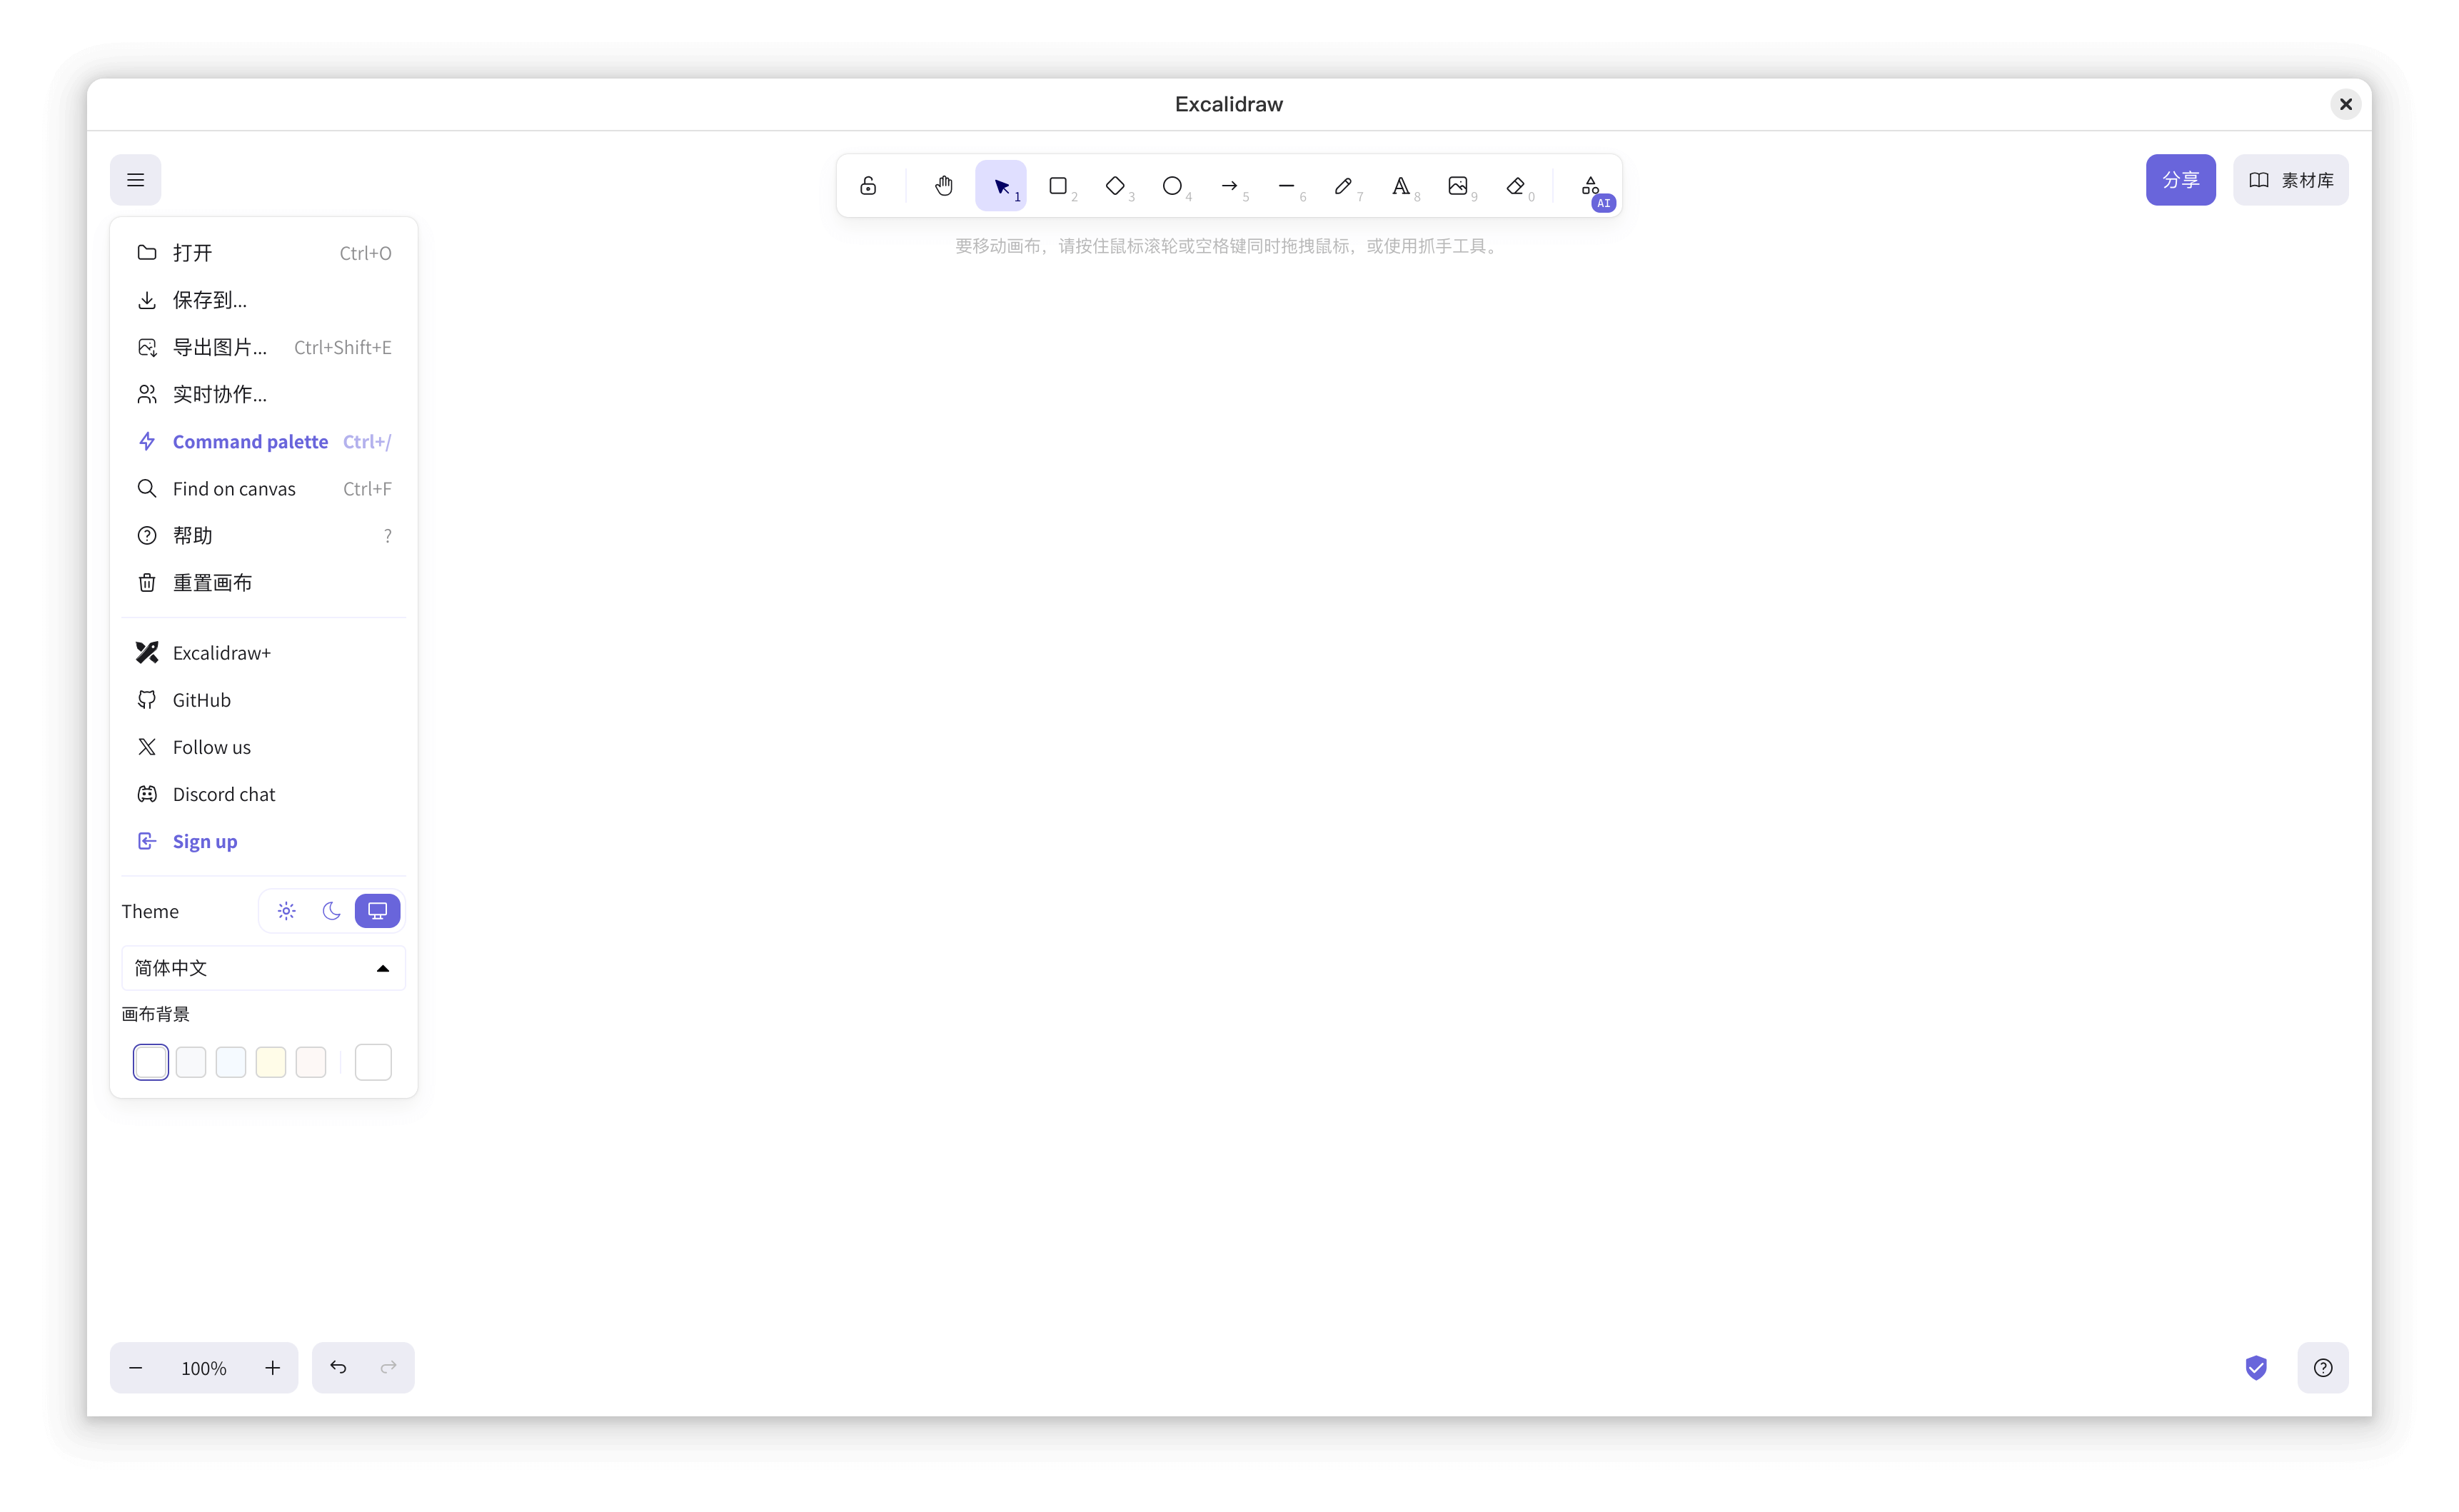 Excalidraw
1
2
3
4
5
6
7
8
9
0
AI
分享
素材库
要移动画布，请按住鼠标滚轮或空格键同时拖拽鼠标，或使用抓手工具。
打开 Ctrl+O
保存到...
导出图片... Ctrl+Shift+E
实时协作...
Command palette Ctrl+/
Find on canvas Ctrl+F
帮助 ?
重置画布
Excalidraw+
GitHub
Follow us
Discord chat
Sign up
Theme
简体中文
画布背景
100%